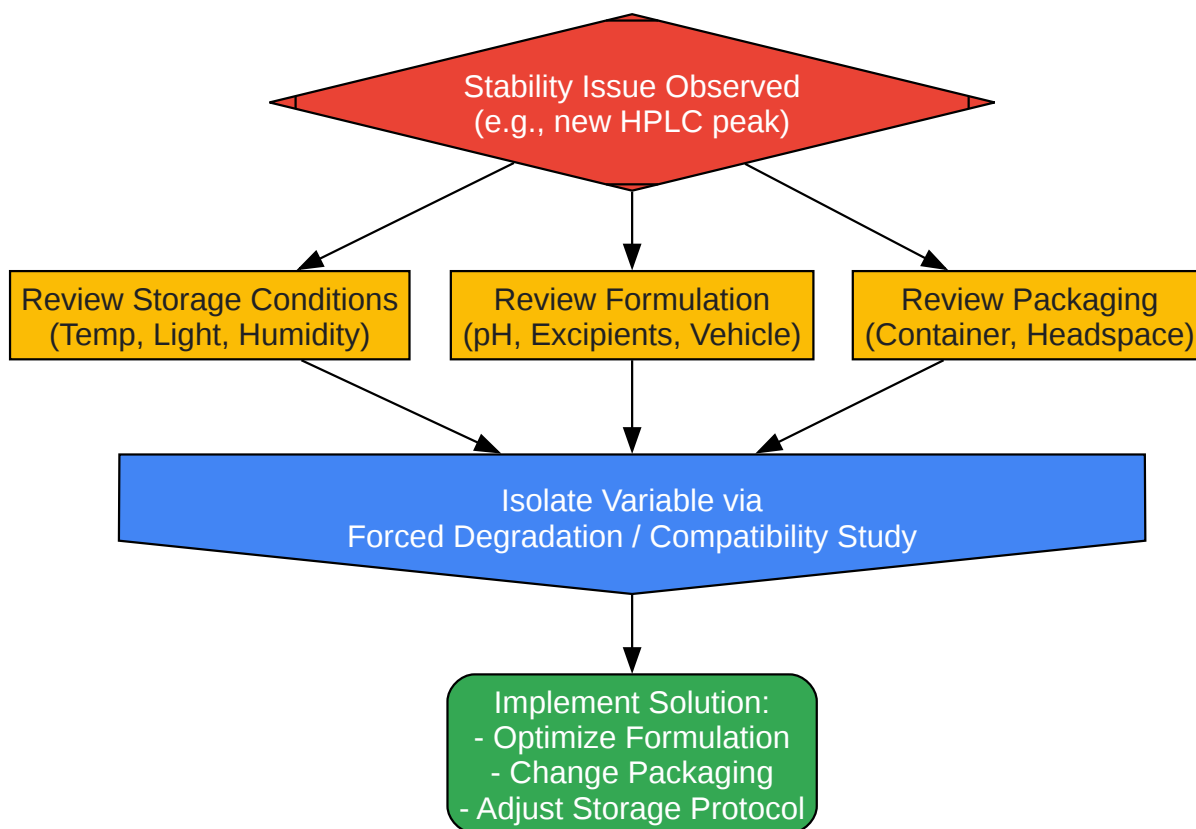 Stability Issue Observed
(e.g., new HPLC peak)
Review Storage Conditions
(Temp, Light, Humidity)
Review Formulation
(pH, Excipients, Vehicle)
Review Packaging
(Container, Headspace)
Isolate Variable via
Forced Degradation / Compatibility Study
Implement Solution:
- Optimize Formulation
- Change Packaging
- Adjust Storage Protocol